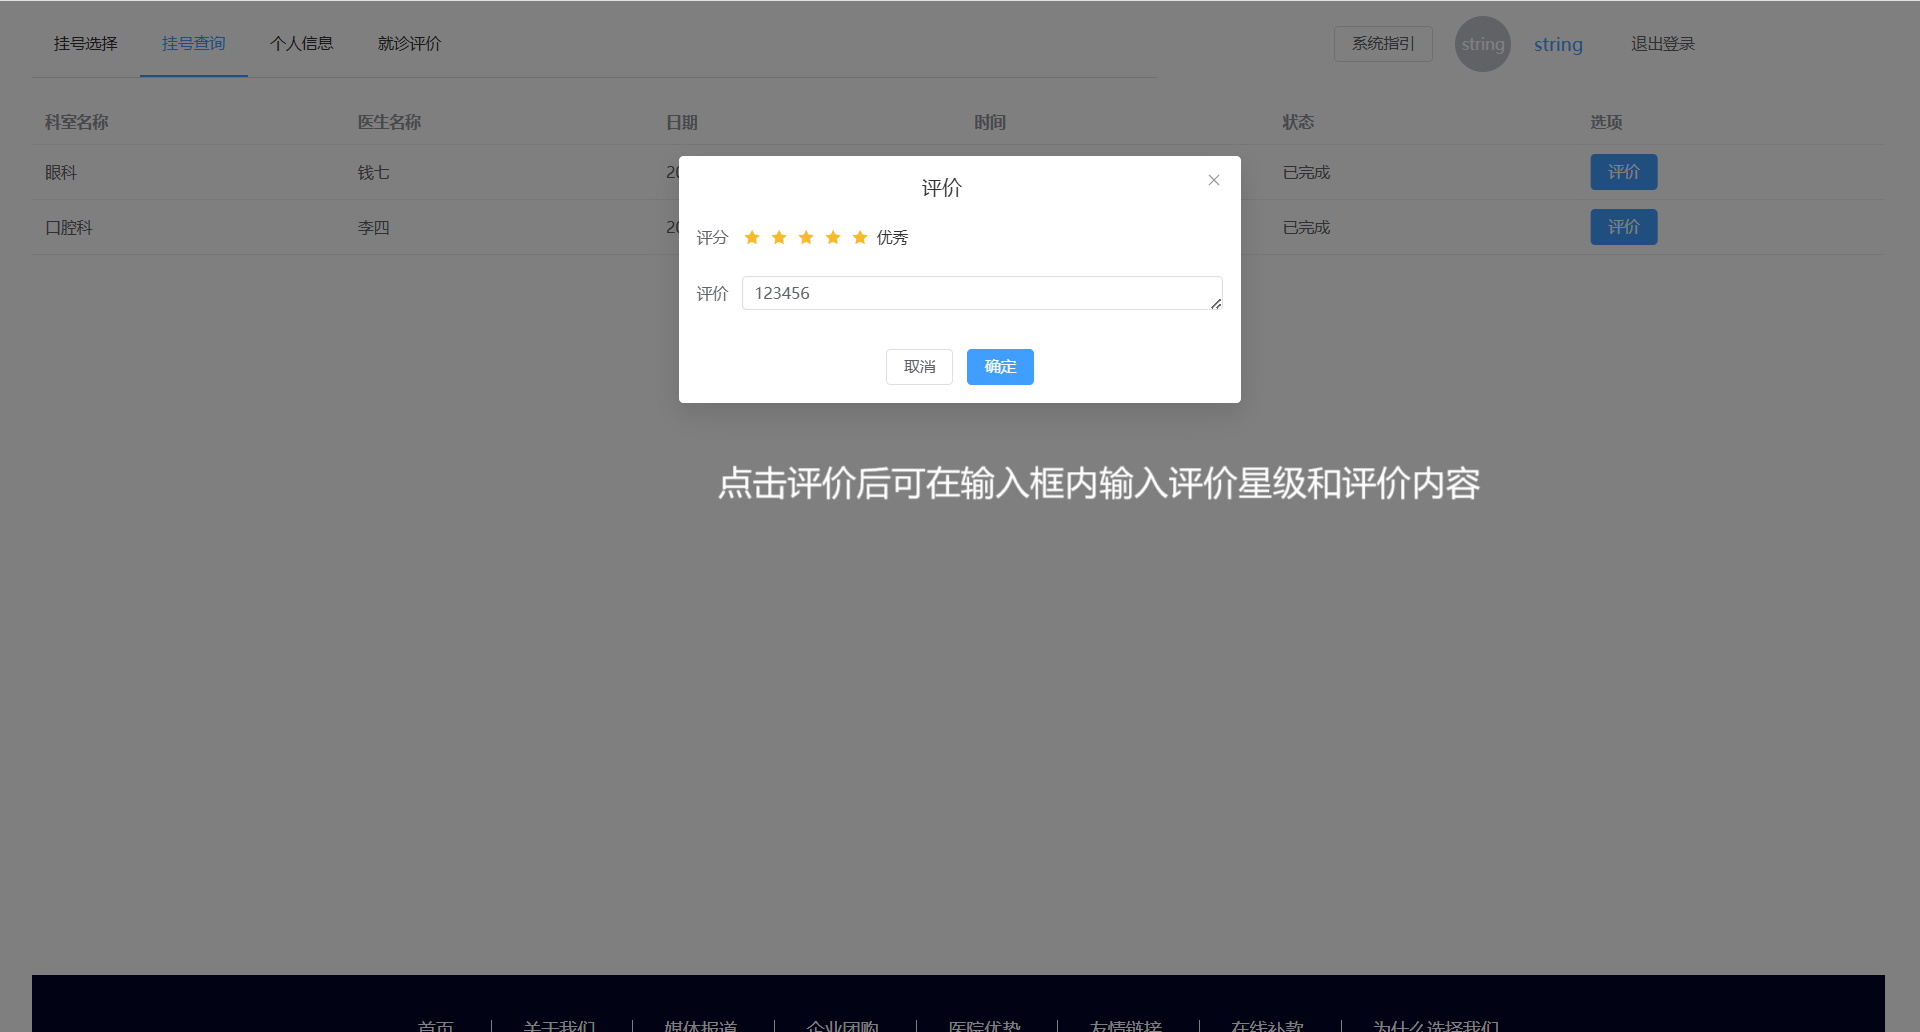 挂号选择 挂号查询 个人信息 就诊评价 系统指引 string string 退出登录
科室名称 医生名称 日期 时间 状态 选项
眼科 钱七 20 已完成 评价
口腔科 李四 20 已完成 评价
评价
评分 优秀
评价 123456
取消 确定
点击评价后可在输入框内输入评价星级和评价内容
首页 关于我们 媒体报道 企业团购 医院优势 友情链接 在线补款 为什么选择我们